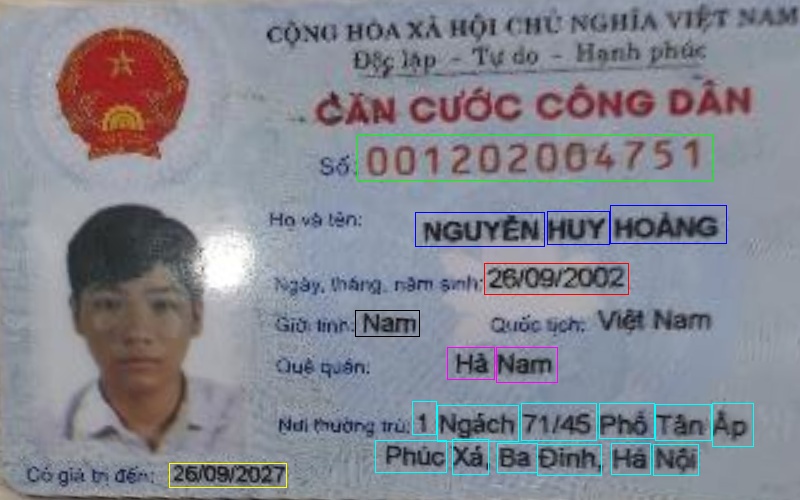 CỘNG HÒA XÃ HỘI CHỦ NGHĨA VIỆT NAM
Độc lập - Tự do - Hạnh phúc
CĂN CƯỚC CÔNG DÂN
Số: 001202004751
Họ và tên: NGUYỄN HUY HOÀNG
Ngày, tháng, năm sinh: 26/09/2002
Giới tính: Nam Quốc tịch: Việt Nam
Quê quán: Hà Nam
Nơi thường trú: 1 Ngách 71/45 Phố Tân Ấp
Phúc Xá, Ba Đình, Hà Nội
Có giá trị đến: 26/09/2027